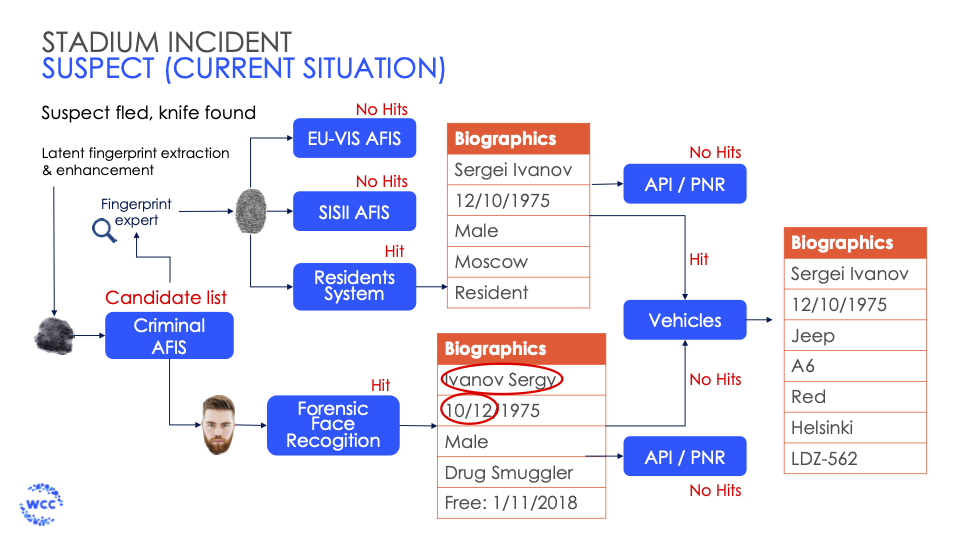 STADIUM INCIDENT
SUSPECT (CURRENT SITUATION)
Suspect fled, knife found
Latent fingerprint extraction
& enhancement
Fingerprint
expert
Candidate list
Criminal
AFIS
No Hits
EU-VIS AFIS
No Hits
SISII AFIS
Hit
Residents
System
Biographics
Sergei Ivanov
12/10/1975
Male
Moscow
Resident
No Hits
API / PNR
Hit
Vehicles
No Hits
Hit
Forensic
Face
Recogition
Biographics
Ivanov Sergy
10/12/1975
Male
Drug Smuggler
Free: 1/11/2018
API / PNR
No Hits
Biographics
Sergei Ivanov
12/10/1975
Jeep
A6
Red
Helsinki
LDZ-562
WCC